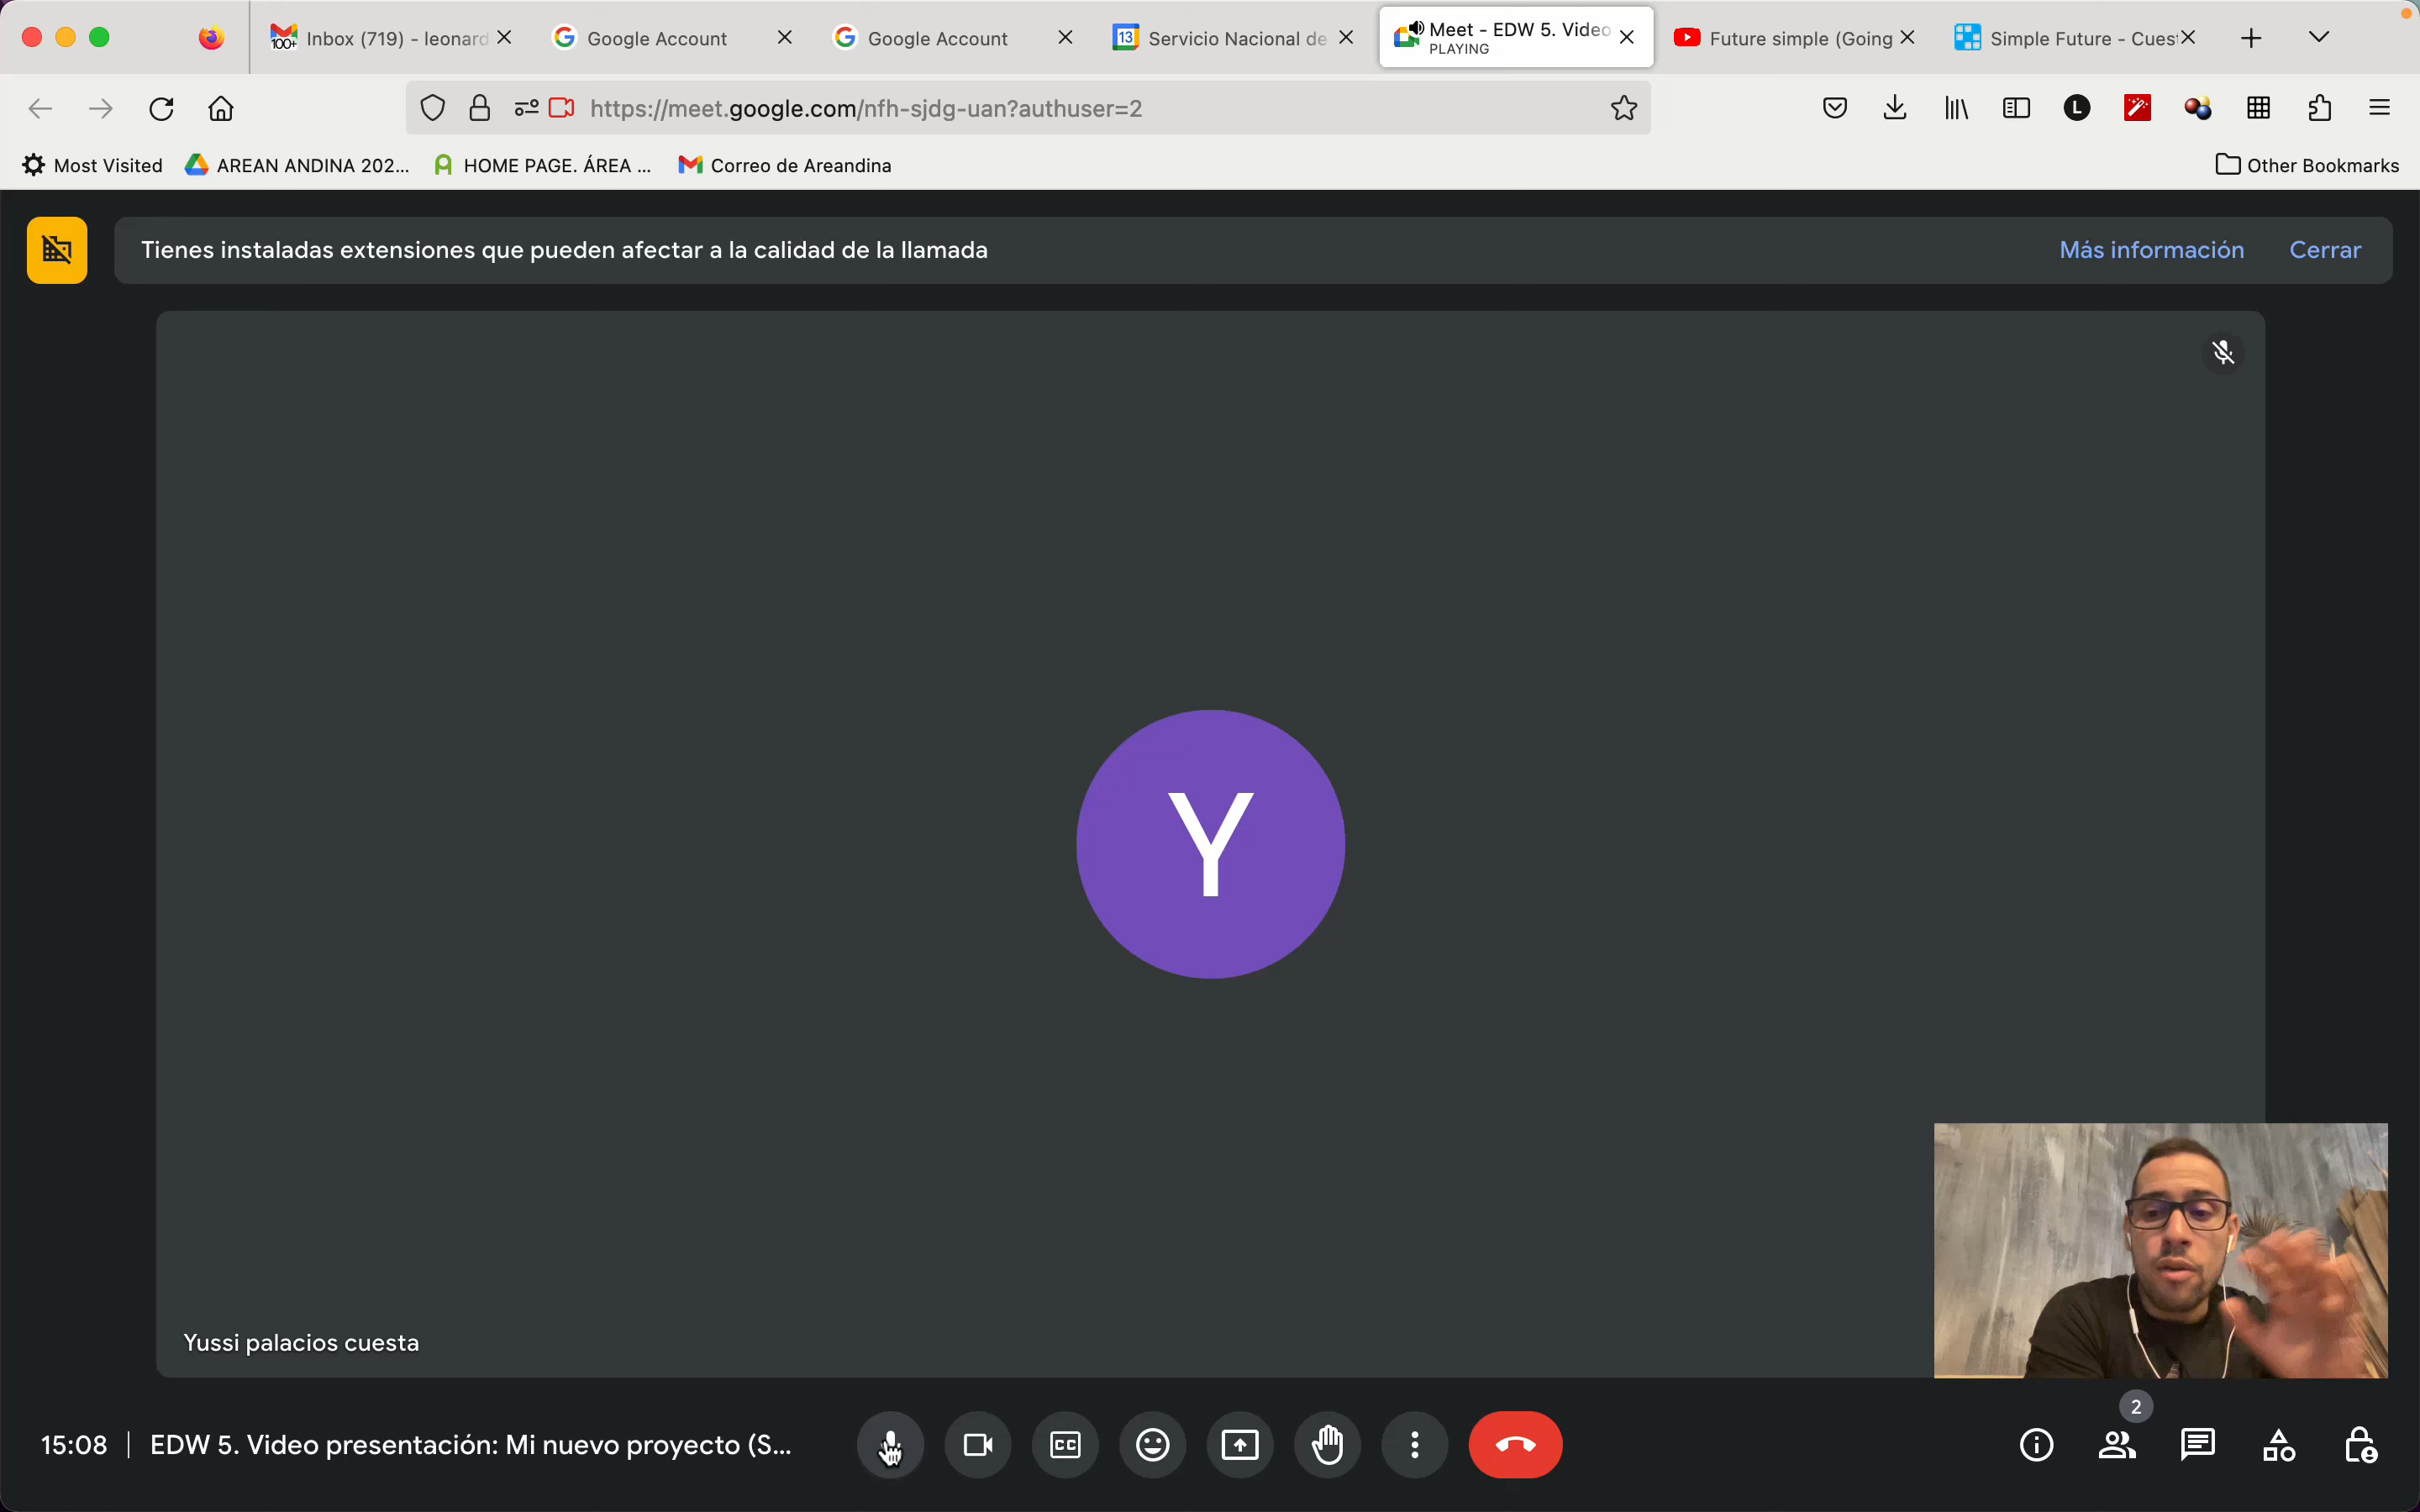 100+ Inbox (719) - leonard
Google Account
Google Account
13 Servicio Nacional de
Meet - EDW 5. Video
PLAYING
Future simple (Going
Simple Future - Cues
https://meet.google.com/nfh-sjdg-uan?authuser=2
L
Most Visited
AREAN ANDINA 202...
HOME PAGE. ÁREA ...
Correo de Areandina
Other Bookmarks
Tienes instaladas extensiones que pueden afectar a la calidad de la llamada
Más información
Cerrar
Y
Yussi palacios cuesta
15:08
EDW 5. Video presentación: Mi nuevo proyecto (S...
CC
2